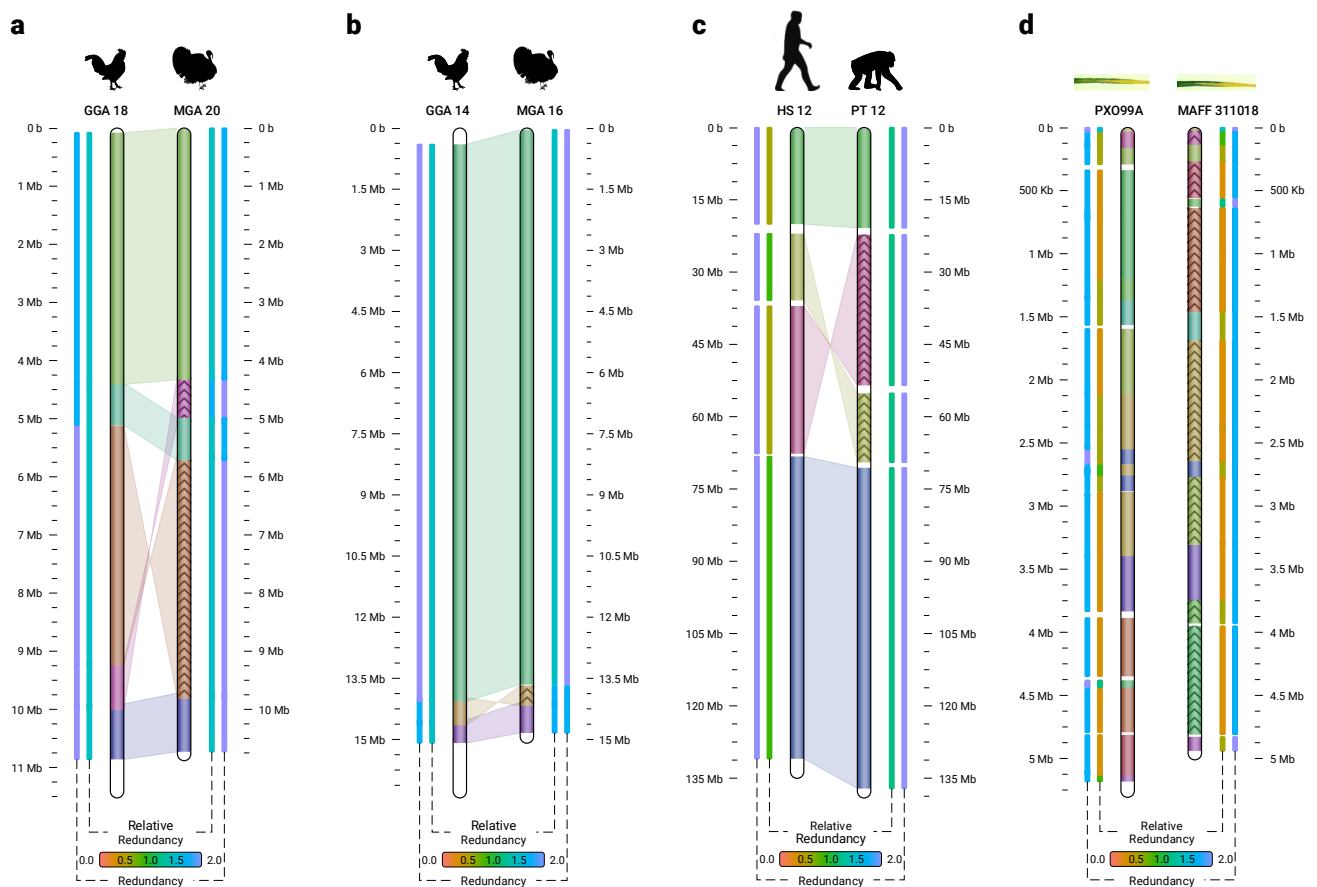 a
b
c
d
GGA 18
MGA 20
GGA 14
MGA 16
HS 12
PT 12
PXO99A
MAFF 311018
0 b
1 Mb
2 Mb
3 Mb
4 Mb
5 Mb
6 Mb
7 Mb
8 Mb
9 Mb
10 Mb
11 Mb
0 b
1 Mb
2 Mb
3 Mb
4 Mb
5 Mb
6 Mb
7 Mb
8 Mb
9 Mb
10 Mb
Relative
Redundancy
0.0 0.5 1.0 1.5 2.0
Redundancy
0 b
1.5 Mb
3 Mb
4.5 Mb
6 Mb
7.5 Mb
9 Mb
10.5 Mb
12 Mb
13.5 Mb
15 Mb
0 b
1.5 Mb
3 Mb
4.5 Mb
6 Mb
7.5 Mb
9 Mb
10.5 Mb
12 Mb
13.5 Mb
15 Mb
Relative
Redundancy
0.0 0.5 1.0 1.5 2.0
Redundancy
0 b
15 Mb
30 Mb
45 Mb
60 Mb
75 Mb
90 Mb
105 Mb
120 Mb
135 Mb
0 b
15 Mb
30 Mb
45 Mb
60 Mb
75 Mb
90 Mb
105 Mb
120 Mb
135 Mb
Relative
Redundancy
0.0 0.5 1.0 1.5 2.0
Redundancy
0 b
500 Kb
1 Mb
1.5 Mb
2 Mb
2.5 Mb
3 Mb
3.5 Mb
4 Mb
4.5 Mb
5 Mb
0 b
500 Kb
1 Mb
1.5 Mb
2 Mb
2.5 Mb
3 Mb
3.5 Mb
4 Mb
4.5 Mb
5 Mb
Relative
Redundancy
0.0 0.5 1.0 1.5 2.0
Redundancy